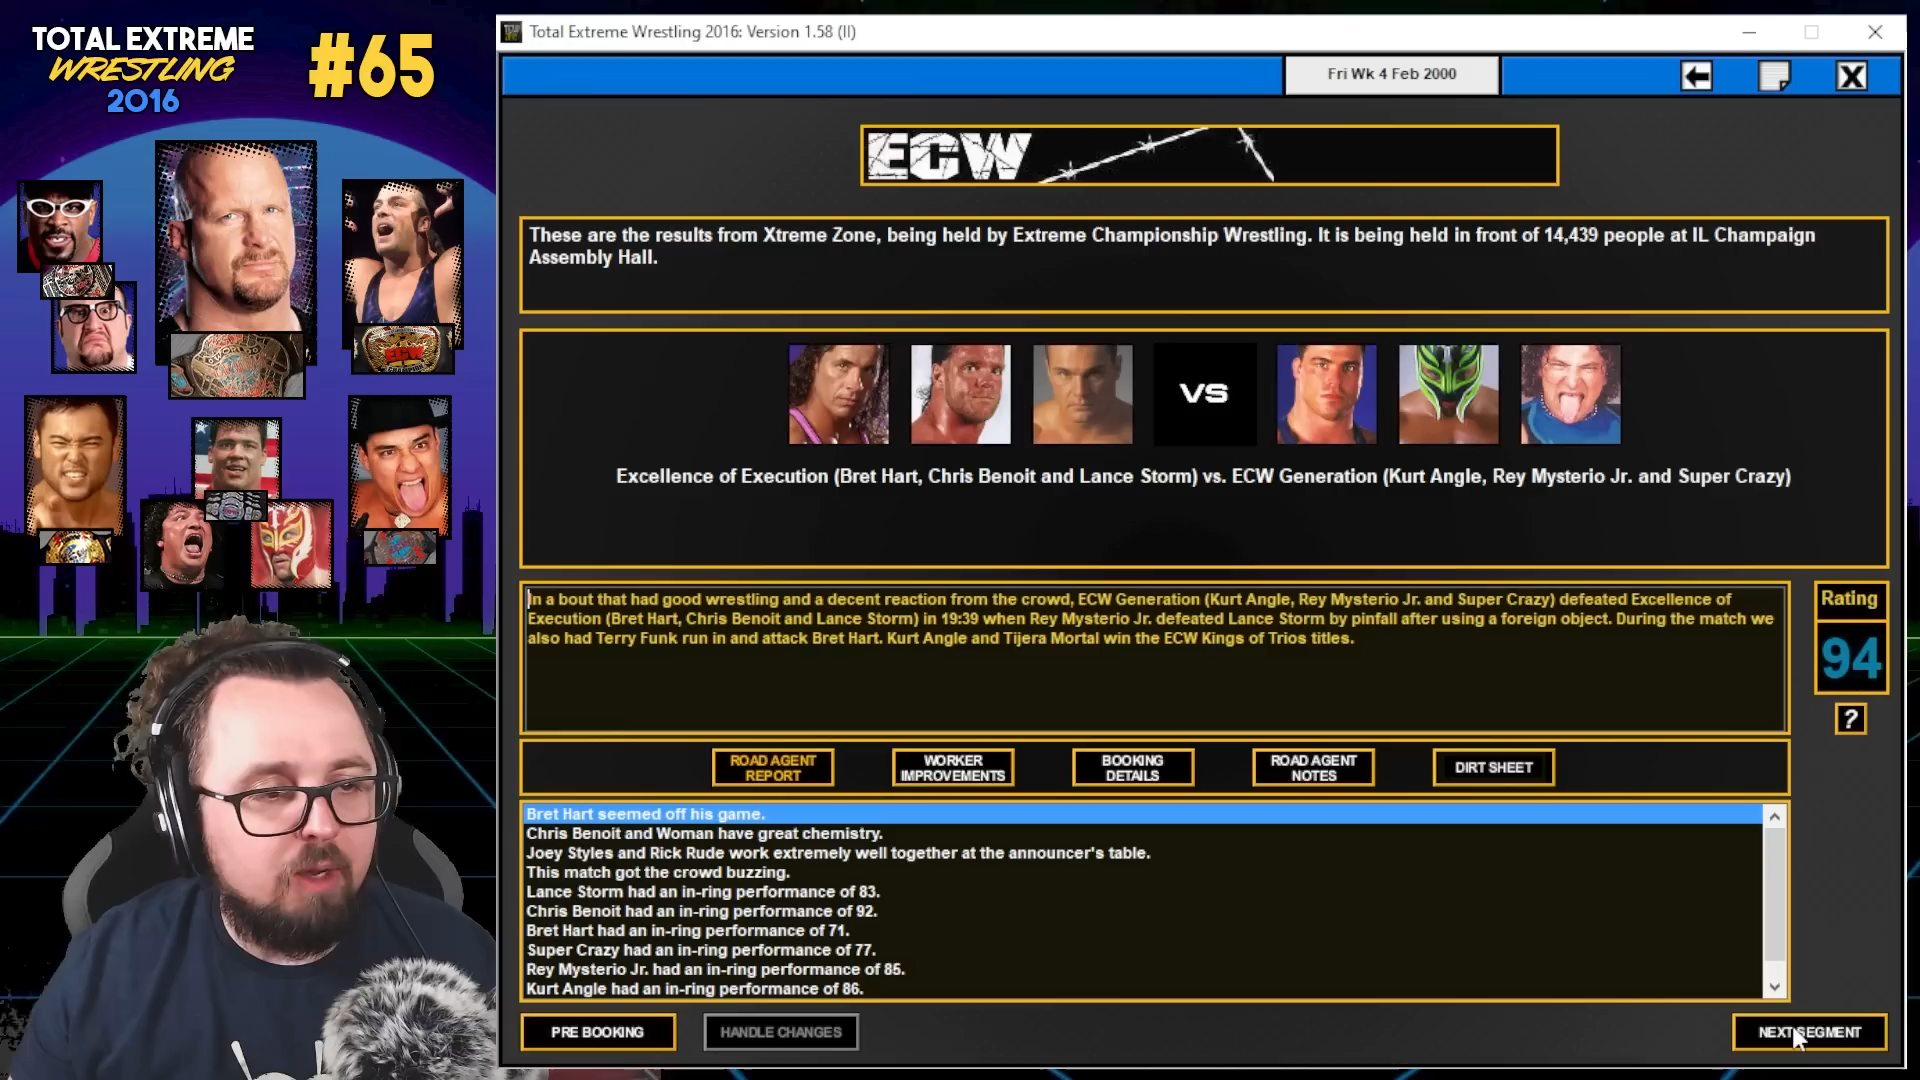 TOTAL EXTREME
WRESTLING
2016
#65
Total Extreme Wrestling 2016: Version 1.58 (II)
Fri Wk 4 Feb 2000
X
ECW
These are the results from Xtreme Zone, being held by Extreme Championship Wrestling. It is being held in front of 14,439 people at IL Champaign
Assembly Hall.
VS
Excellence of Execution (Bret Hart, Chris Benoit and Lance Storm) vs. ECW Generation (Kurt Angle, Rey Mysterio Jr. and Super Crazy)
In a bout that had good wrestling and a decent reaction from the crowd, ECW Generation (Kurt Angle, Rey Mysterio Jr. and Super Crazy) defeated Excellence of
Execution (Bret Hart, Chris Benoit and Lance Storm) in 19:39 when Rey Mysterio Jr. defeated Lance Storm by pinfall after using a foreign object. During the match we
also had Terry Funk run in and attack Bret Hart. Kurt Angle and Tijera Mortal win the ECW Kings of Trios titles.
Rating
94
?
ROAD AGENT
REPORT
WORKER
IMPROVEMENTS
BOOKING
DETAILS
ROAD AGENT
NOTES
DIRT SHEET
Bret Hart seemed off his game.
Chris Benoit and Woman have great chemistry.
Joey Styles and Rick Rude work extremely well together at the announcer's table.
This match got the crowd buzzing.
Lance Storm had an in-ring performance of 83.
Chris Benoit had an in-ring performance of 92.
Bret Hart had an in-ring performance of 71.
Super Crazy had an in-ring performance of 77.
Rey Mysterio Jr. had an in-ring performance of 85.
Kurt Angle had an in-ring performance of 86.
PRE BOOKING
HANDLE CHANGES
NEXT SEGMENT